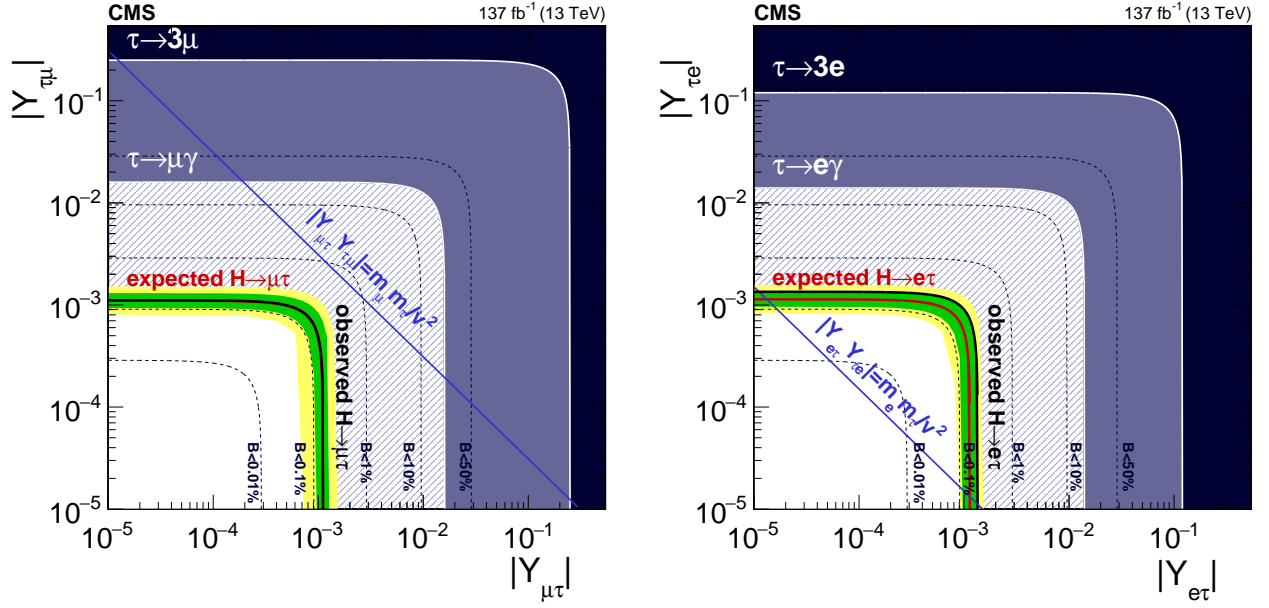 CMS
137 fb⁻¹ (13 TeV)
|Y_τμ|
τ→3μ
τ→μγ
|Y_μτ Y_τμ|=m_μ m_τ/v²
expected H→μτ
observed H→μτ
10⁻¹
10⁻²
10⁻³
10⁻⁴
10⁻⁵
B<0.01%
B<0.1%
B<1%
B<10%
B<50%
10⁻⁵
10⁻⁴
10⁻³
10⁻²
10⁻¹
|Y_μτ|
CMS
137 fb⁻¹ (13 TeV)
|Y_τe|
τ→3e
τ→eγ
expected H→eτ
observed H→eτ
|Y_eτ Y_τe|=m_e m_τ/v²
10⁻¹
10⁻²
10⁻³
10⁻⁴
10⁻⁵
B<0.01%
B<0.1%
B<1%
B<10%
B<50%
10⁻⁵
10⁻⁴
10⁻³
10⁻²
10⁻¹
|Y_eτ|